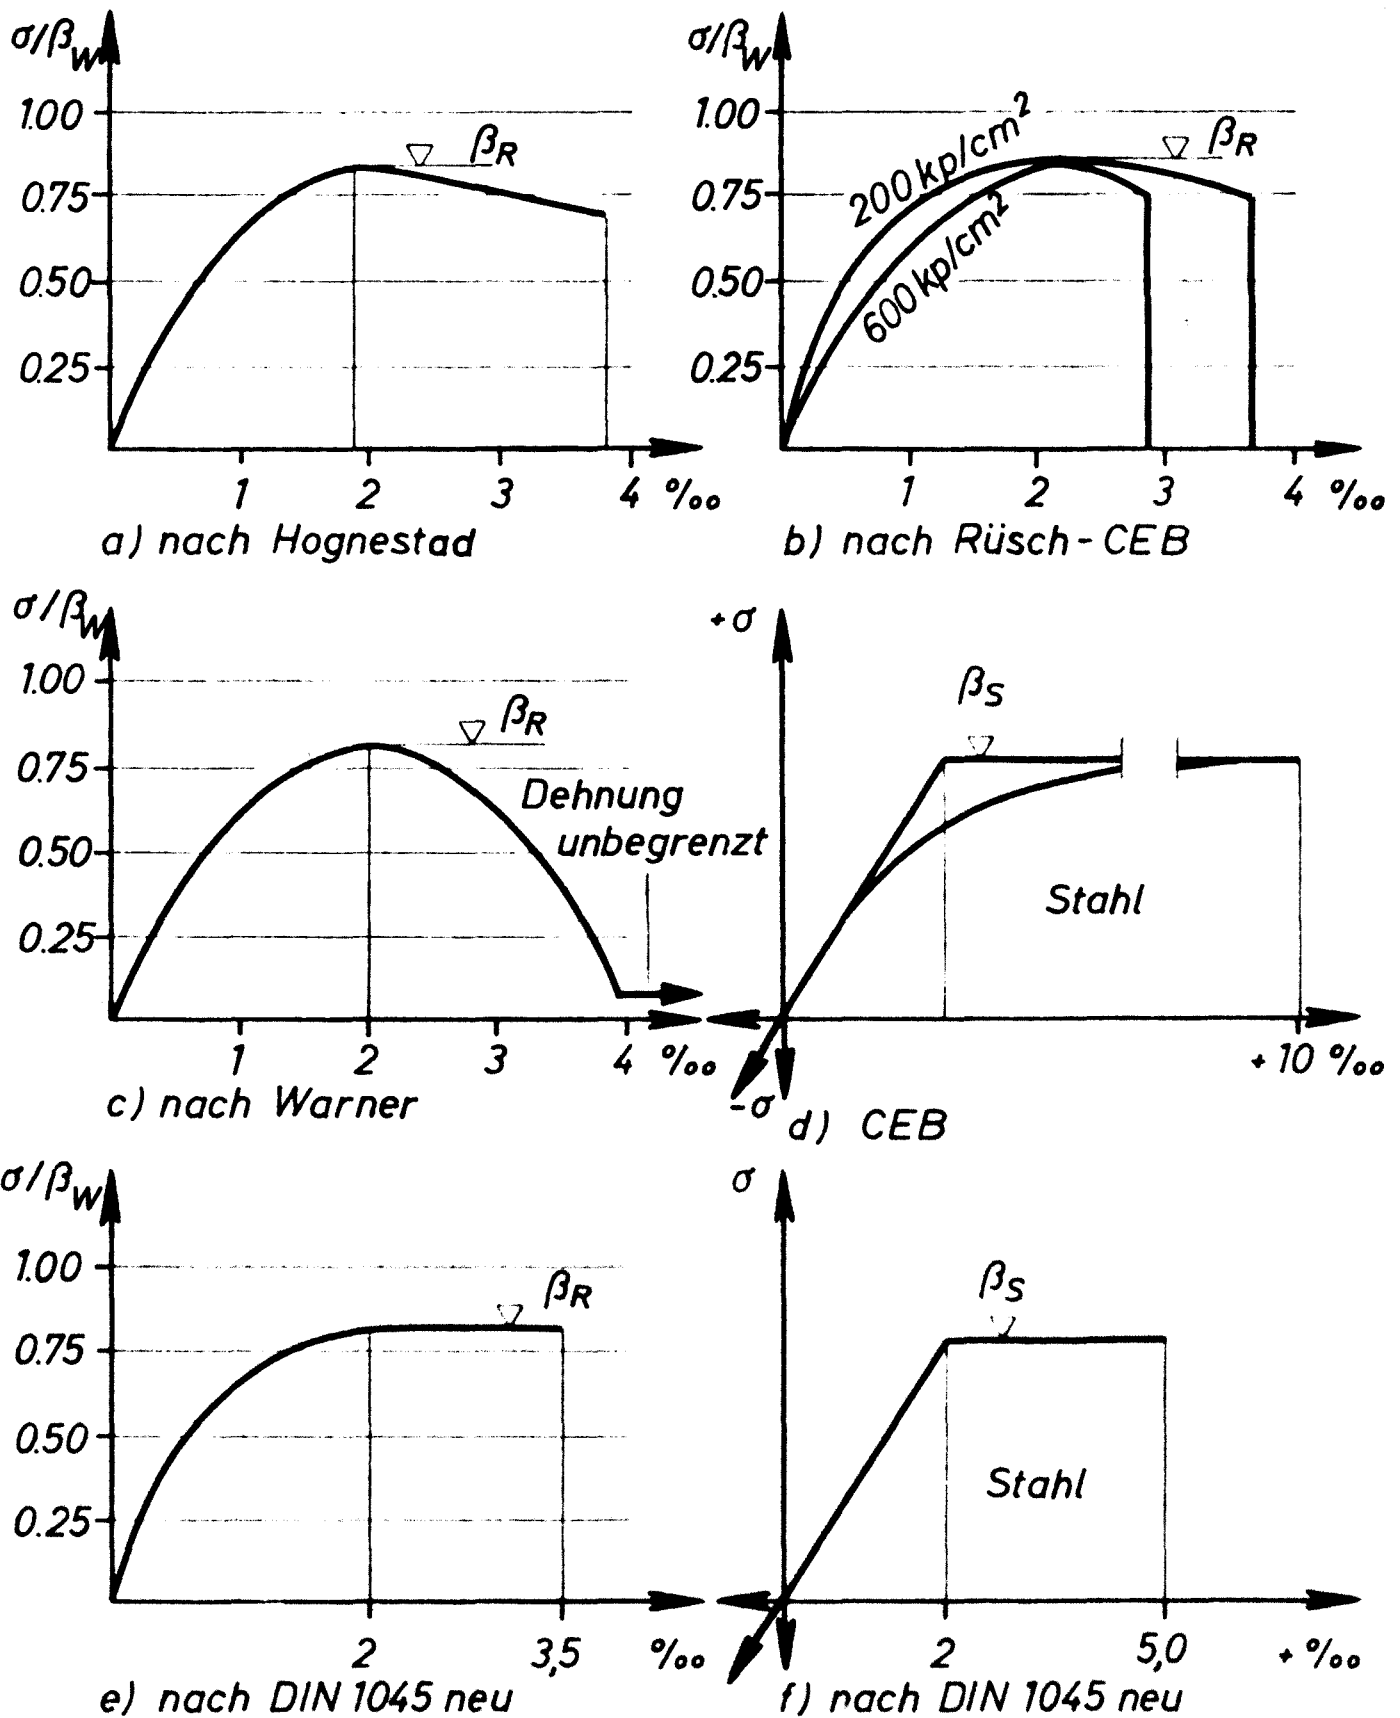 σ/βW
1.00
0.75
0.50
0.25
βR
1 2 3 4 ‰
a) nach Hognestad
σ/βW
1.00
0.75
0.50
0.25
200 kp/cm²
600 kp/cm²
βR
1 2 3 4 ‰
b) nach Rüsch-CEB
σ/βW
1.00
0.75
0.50
0.25
βR
Dehnung
unbegrenzt
1 2 3 4 ‰
c) nach Warner
+σ
βS
Stahl
+10 ‰
-σ
d) CEB
σ/βW
1.00
0.75
0.50
0.25
βR
2 3,5 ‰
e) nach DIN 1045 neu
σ
βS
Stahl
2 5,0 + ‰
f) nach DIN 1045 neu